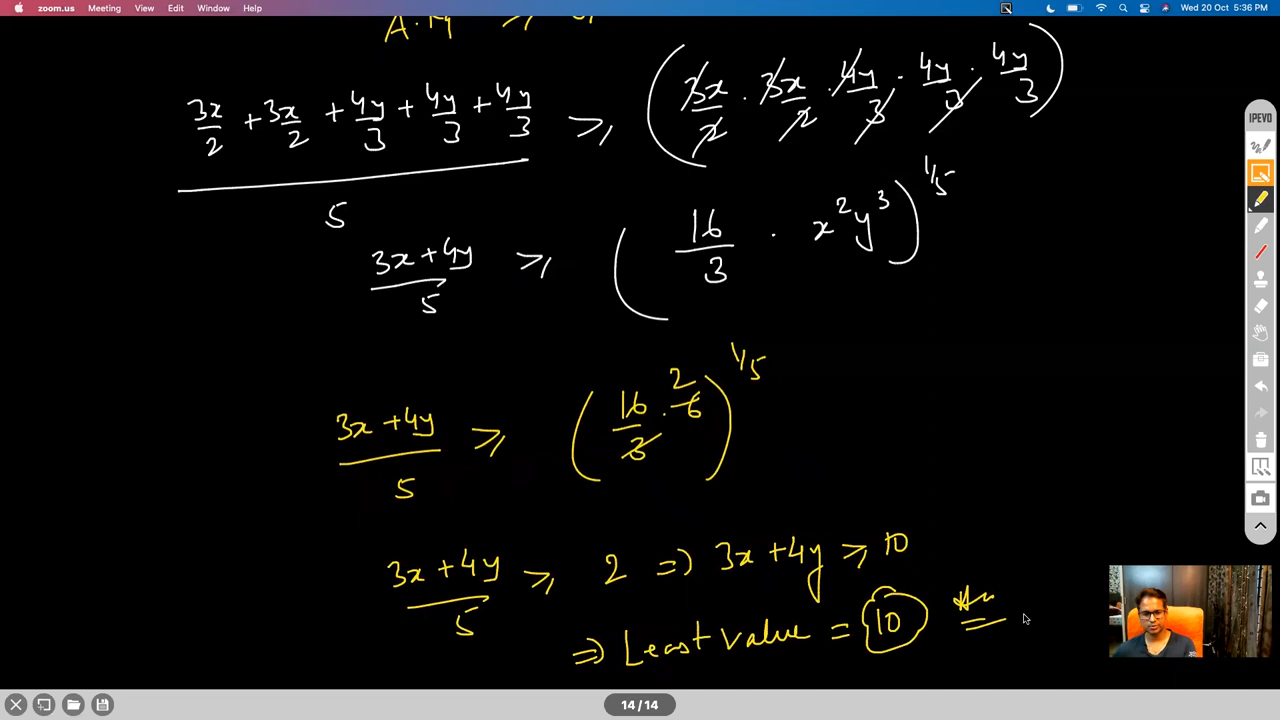 zoom.us Meeting View Edit Window Help Wed 20 Oct 5:36 PM
A.M ≥
3x/2 + 3x/2 + 4y/3 + 4y/3 + 4y/3 / 5 ≥ (3x/2 · 3x/2 · 4y/3 · 4y/3 · 4y/3)
3x+4y / 5 ≥ (16/3 · x²y³)^1/5
3x+4y / 5 ≥ (16/3 · 2 6)^1/5
3x+4y / 5 ≥ 2 ⇒ 3x+4y ≥ 10
⇒ Least value = 10 An
IPEVO
14/14